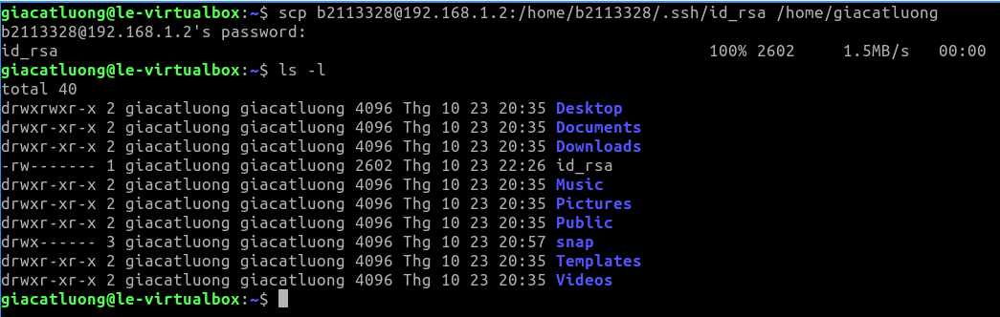 giacatluong@le-virtualbox:~$ scp b2113328@192.168.1.2:/home/b2113328/.ssh/id_rsa /home/giacatluong
b2113328@192.168.1.2's password:
id_rsa 100% 2602 1.5MB/s 00:00
giacatluong@le-virtualbox:~$ ls -l
total 40
drwxrwxr-x 2 giacatluong giacatluong 4096 Thg 10 23 20:35 Desktop
drwxr-xr-x 2 giacatluong giacatluong 4096 Thg 10 23 20:35 Documents
drwxr-xr-x 2 giacatluong giacatluong 4096 Thg 10 23 20:35 Downloads
-rw------- 1 giacatluong giacatluong 2602 Thg 10 23 22:26 id_rsa
drwxr-xr-x 2 giacatluong giacatluong 4096 Thg 10 23 20:35 Music
drwxr-xr-x 2 giacatluong giacatluong 4096 Thg 10 23 20:35 Pictures
drwxr-xr-x 2 giacatluong giacatluong 4096 Thg 10 23 20:35 Public
drwx------ 3 giacatluong giacatluong 4096 Thg 10 23 20:57 snap
drwxr-xr-x 2 giacatluong giacatluong 4096 Thg 10 23 20:35 Templates
drwxr-xr-x 2 giacatluong giacatluong 4096 Thg 10 23 20:35 Videos
giacatluong@le-virtualbox:~$